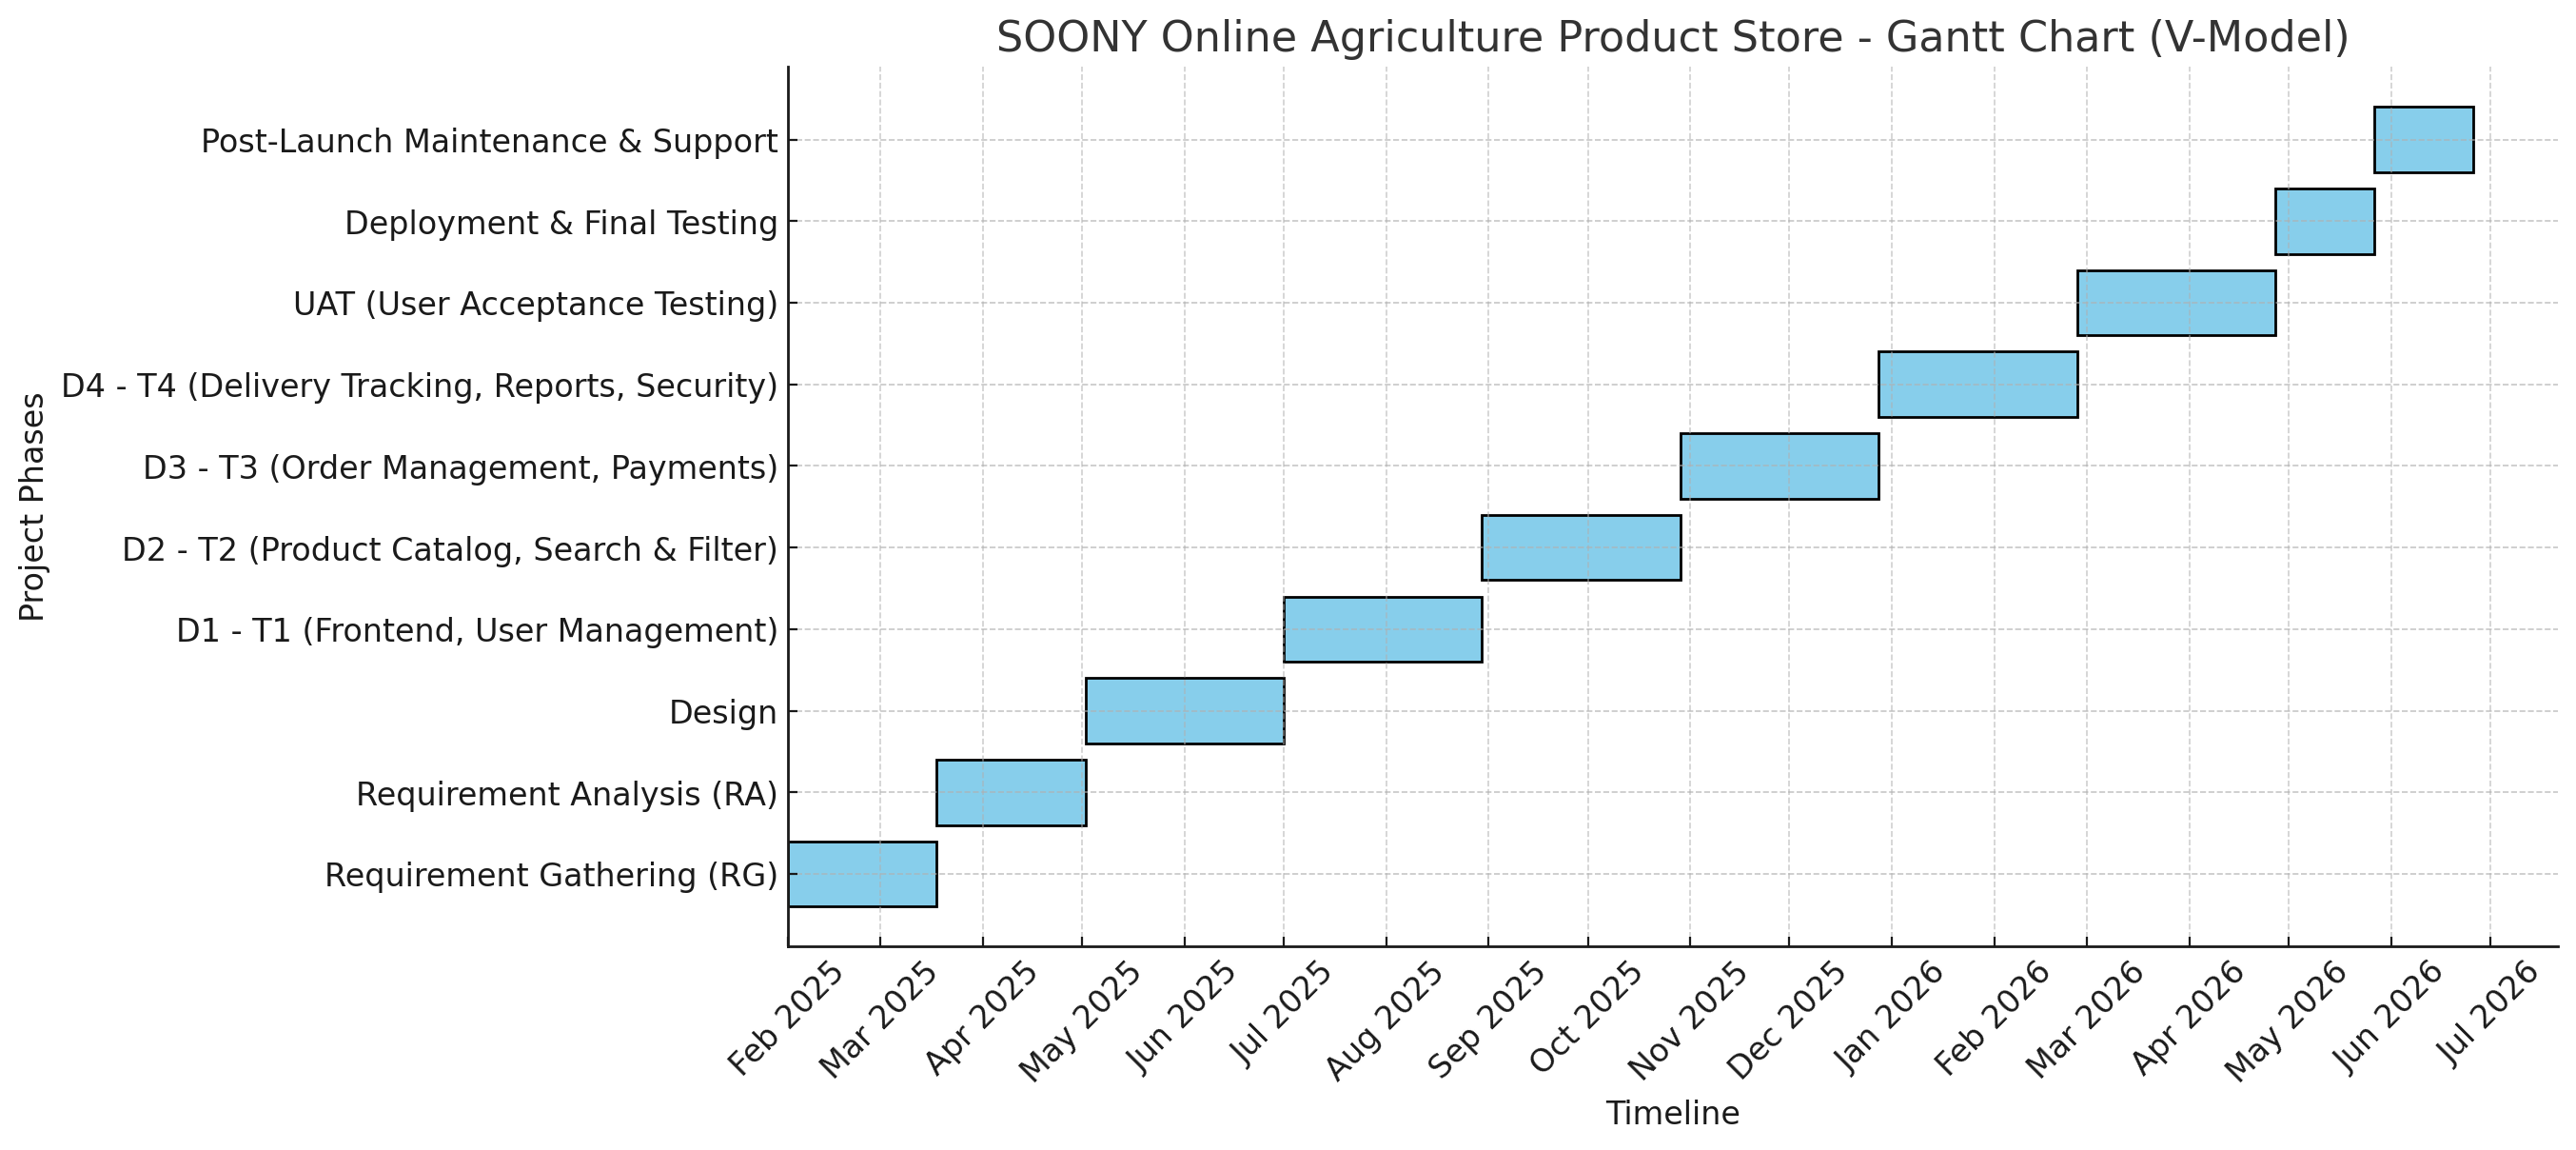 SOONY Online Agriculture Product Store - Gantt Chart (V-Model)
Project Phases
Post-Launch Maintenance & Support
Deployment & Final Testing
UAT (User Acceptance Testing)
D4 - T4 (Delivery Tracking, Reports, Security)
D3 - T3 (Order Management, Payments)
D2 - T2 (Product Catalog, Search & Filter)
D1 - T1 (Frontend, User Management)
Design
Requirement Analysis (RA)
Requirement Gathering (RG)
Feb 2025
Mar 2025
Apr 2025
May 2025
Jun 2025
Jul 2025
Aug 2025
Sep 2025
Oct 2025
Nov 2025
Dec 2025
Jan 2026
Feb 2026
Mar 2026
Apr 2026
May 2026
Jun 2026
Jul 2026
Timeline